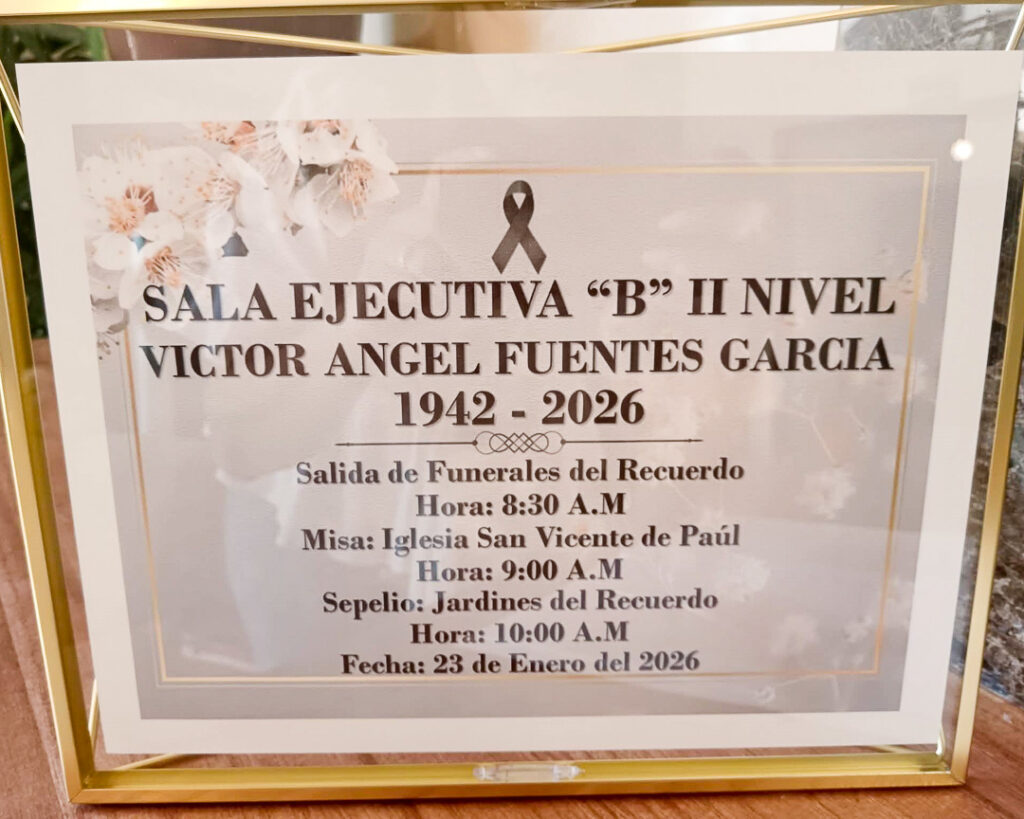 SALA EJECUTIVA “B” II NIVEL
VICTOR ANGEL FUENTES GARCIA
1942 - 2026
Salida de Funerales del Recuerdo
Hora: 8:30 A.M
Misa: Iglesia San Vicente de Paúl
Hora: 9:00 A.M
Sepelio: Jardines del Recuerdo
Hora: 10:00 A.M
Fecha: 23 de Enero del 2026